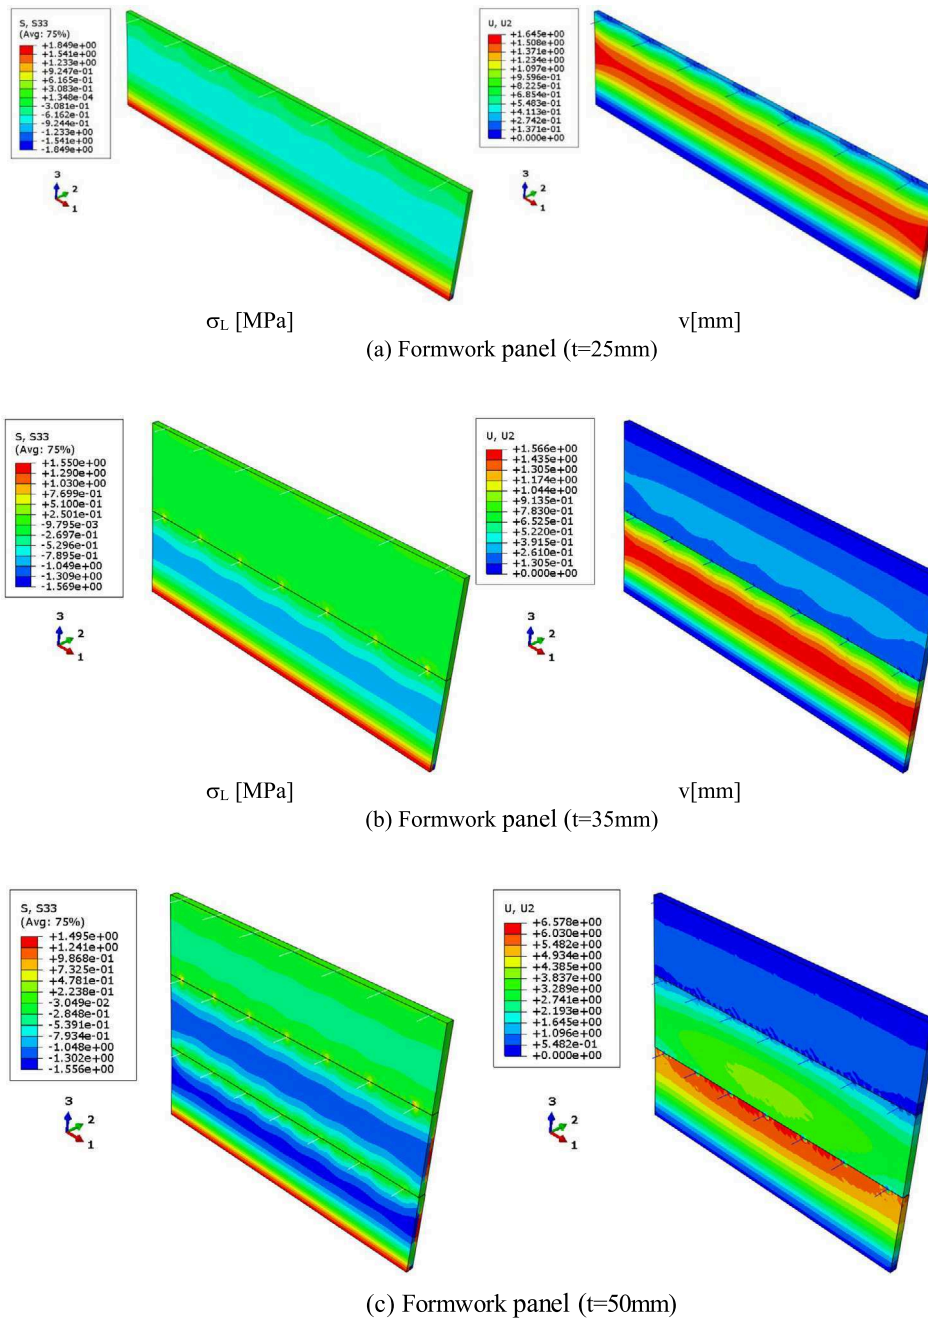 S, S33
(Avg: 75%)
+1.849e+00
+1.541e+00
+1.233e+00
+9.247e-01
+6.165e-01
+3.083e-01
+1.348e-04
-3.081e-01
-6.162e-01
-9.244e-01
-1.233e+00
-1.541e+00
-1.849e+00
3
2
1
U, U2
+1.645e+00
+1.508e+00
+1.371e+00
+1.234e+00
+1.097e+00
+9.596e-01
+8.225e-01
+6.854e-01
+5.483e-01
+4.113e-01
+2.742e-01
+1.371e-01
+0.000e+00
3
2
1
σL [MPa]
v[mm]
(a) Formwork panel (t=25mm)
S, S33
(Avg: 75%)
+1.550e+00
+1.290e+00
+1.030e+00
+7.699e-01
+5.100e-01
+2.501e-01
-9.795e-03
-2.697e-01
-5.296e-01
-7.895e-01
-1.049e+00
-1.309e+00
-1.569e+00
3
2
1
U, U2
+1.566e+00
+1.435e+00
+1.305e+00
+1.174e+00
+1.044e+00
+9.135e-01
+7.830e-01
+6.525e-01
+5.220e-01
+3.915e-01
+2.610e-01
+1.305e-01
+0.000e+00
3
2
1
σL [MPa]
v[mm]
(b) Formwork panel (t=35mm)
S, S33
(Avg: 75%)
+1.495e+00
+1.241e+00
+9.868e-01
+7.325e-01
+4.781e-01
+2.238e-01
-3.049e-02
-2.848e-01
-5.391e-01
-7.934e-01
-1.048e+00
-1.302e+00
-1.556e+00
3
2
1
U, U2
+6.578e+00
+6.030e+00
+5.482e+00
+4.934e+00
+4.385e+00
+3.837e+00
+3.289e+00
+2.741e+00
+2.193e+00
+1.645e+00
+1.096e+00
+5.482e-01
+0.000e+00
3
2
1
(c) Formwork panel (t=50mm)